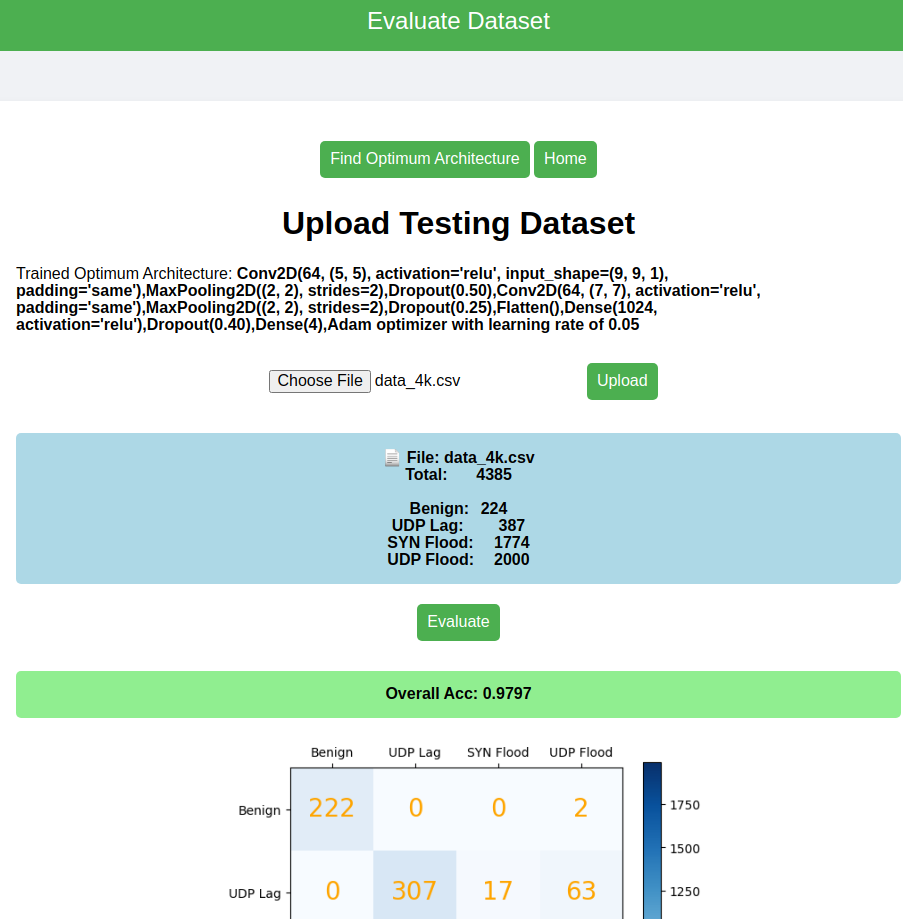 Evaluate Dataset
Find Optimum Architecture Home
Upload Testing Dataset
Trained Optimum Architecture: Conv2D(64, (5, 5), activation='relu', input_shape=(9, 9, 1),
padding='same'),MaxPooling2D((2, 2), strides=2),Dropout(0.50),Conv2D(64, (7, 7), activation='relu',
padding='same'),MaxPooling2D((2, 2), strides=2),Dropout(0.25),Flatten(),Dense(1024,
activation='relu'),Dropout(0.40),Dense(4),Adam optimizer with learning rate of 0.05
Choose File data_4k.csv Upload
File: data_4k.csv
Total: 4385
Benign: 224
UDP Lag: 387
SYN Flood: 1774
UDP Flood: 2000
Evaluate
Overall Acc: 0.9797
Benign UDP Lag SYN Flood UDP Flood
Benign 222 0 0 2
1750
1500
UDP Lag 0 307 17 63 1250